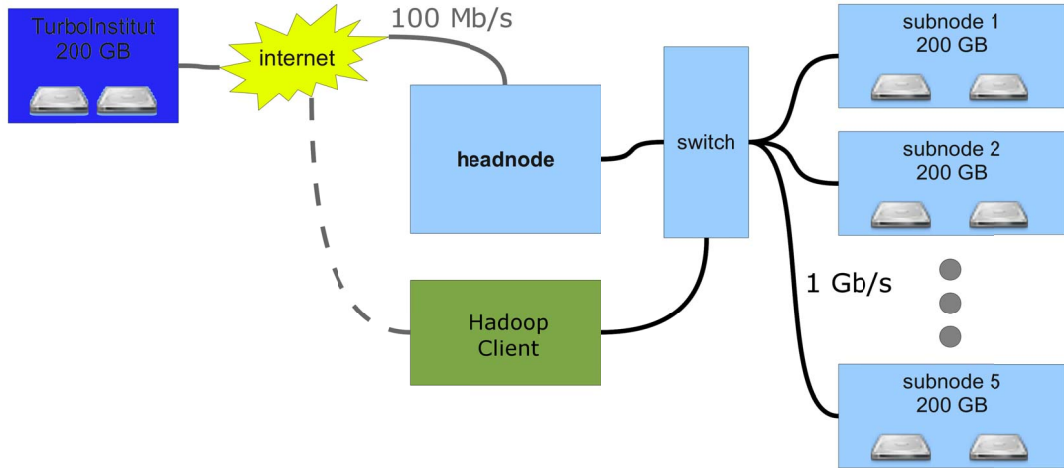 TurboInstitut
200 GB
internet
100 Mb/s
headnode
switch
Hadoop
Client
1 Gb/s
subnode 1
200 GB
subnode 2
200 GB
subnode 5
200 GB